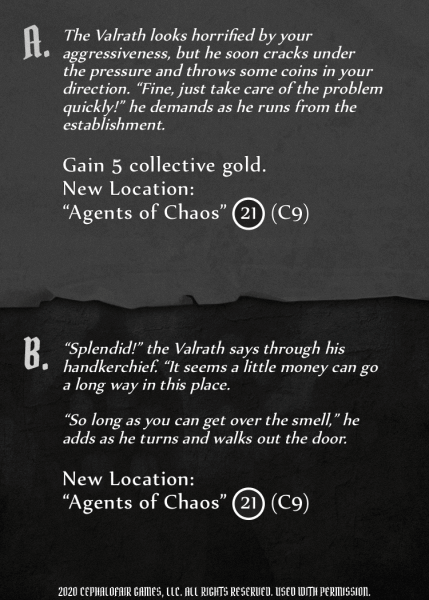 A.
The Valrath looks horrified by your
aggressiveness, but he soon cracks under
the pressure and throws some coins in your
direction. “Fine, just take care of the problem
quickly!” he demands as he runs from the
establishment.
Gain 5 collective gold.
New Location:
“Agents of Chaos” 21 (C9)
B.
“Splendid!” the Valrath says through his
handkerchief. “It seems a little money can go
a long way in this place.
“So long as you can get over the smell,” he
adds as he turns and walks out the door.
New Location:
“Agents of Chaos” 21 (C9)
2020 CEPHALOFAIR GAMES, LLC. ALL RIGHTS RESERVED. USED WITH PERMISSION.